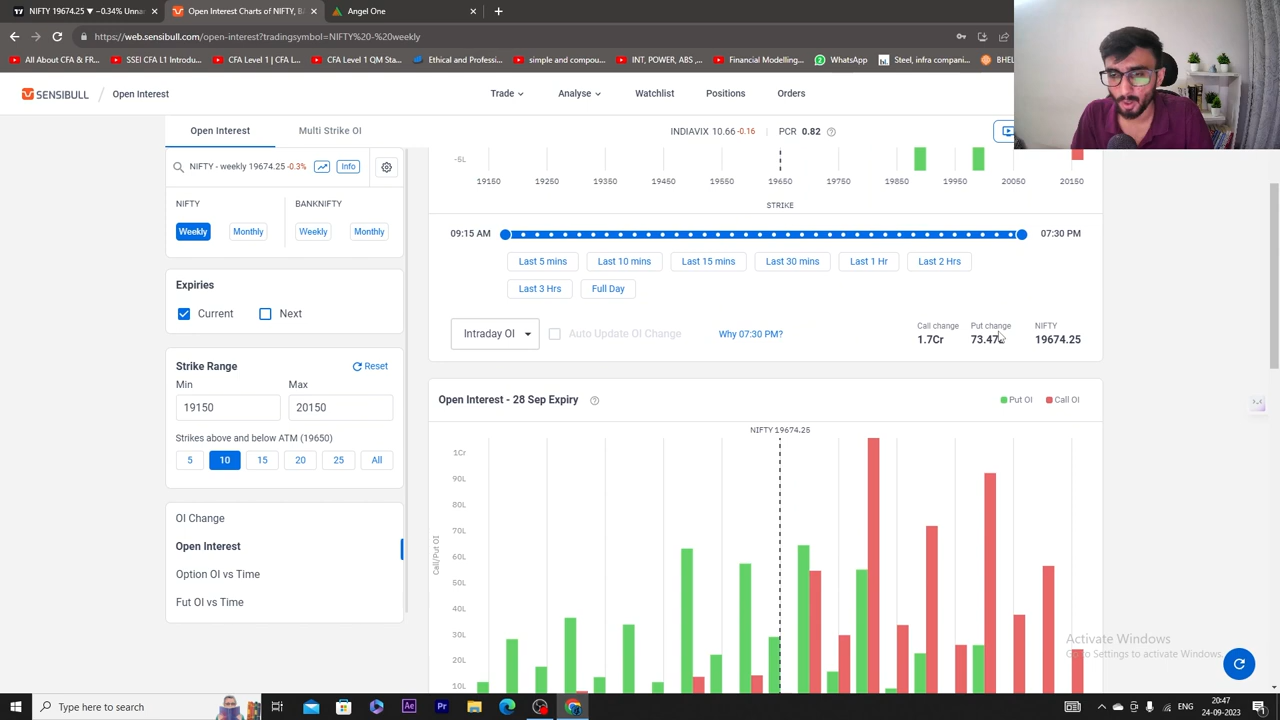 NIFTY 19674.25 ▼ −0.34% Unnam
Open Interest of NIFTY, BANKN
Angel One
https://web.sensibull.com/open-interest?tradingsymbol=NIFTY%20-%20weekly
All About CFA & FR...
SSEI CFA L1 Introdu...
CFA Level 1 | CFA L...
CFA Level 1 QM Sta...
Ethical and Professi...
simple and compou...
INT, POWER, ABS ,...
Financial Modelling...
WhatsApp
Steel, infra compani...
BHEL
SENSIBULL / Open Interest
Trade
Analyse
Watchlist
Positions
Orders
Open Interest
Multi Strike OI
INDIAVIX 10.66 -0.16
PCR 0.82
NIFTY - weekly 19674.25 -0.3%
Info
-5L
19150 19250 19350 19450 19550 19650 19750 19850 19950 20050 20150
STRIKE
NIFTY
BANKNIFTY
Weekly
Monthly
Weekly
Monthly
09:15 AM
07:30 PM
Last 5 mins
Last 10 mins
Last 15 mins
Last 30 mins
Last 1 Hr
Last 2 Hrs
Last 3 Hrs
Full Day
Expiries
Current
Next
Intraday OI
Auto Update OI Change
Why 07:30 PM?
Call change
Put change
NIFTY
1.7Cr
73.47L
19674.25
Strike Range
Reset
Min
Max
19150
20150
Strikes above and below ATM (19650)
5
10
15
20
25
All
OI Change
Open Interest
Option OI vs Time
Fut OI vs Time
Open Interest - 28 Sep Expiry
Put OI
Call OI
NIFTY 19674.25
1Cr
90L
80L
70L
60L
50L
40L
30L
20L
10L
Call/Put OI
Activate Windows
Go to Settings to activate Windows.
Type here to search
ENG
20:47
24-09-2023